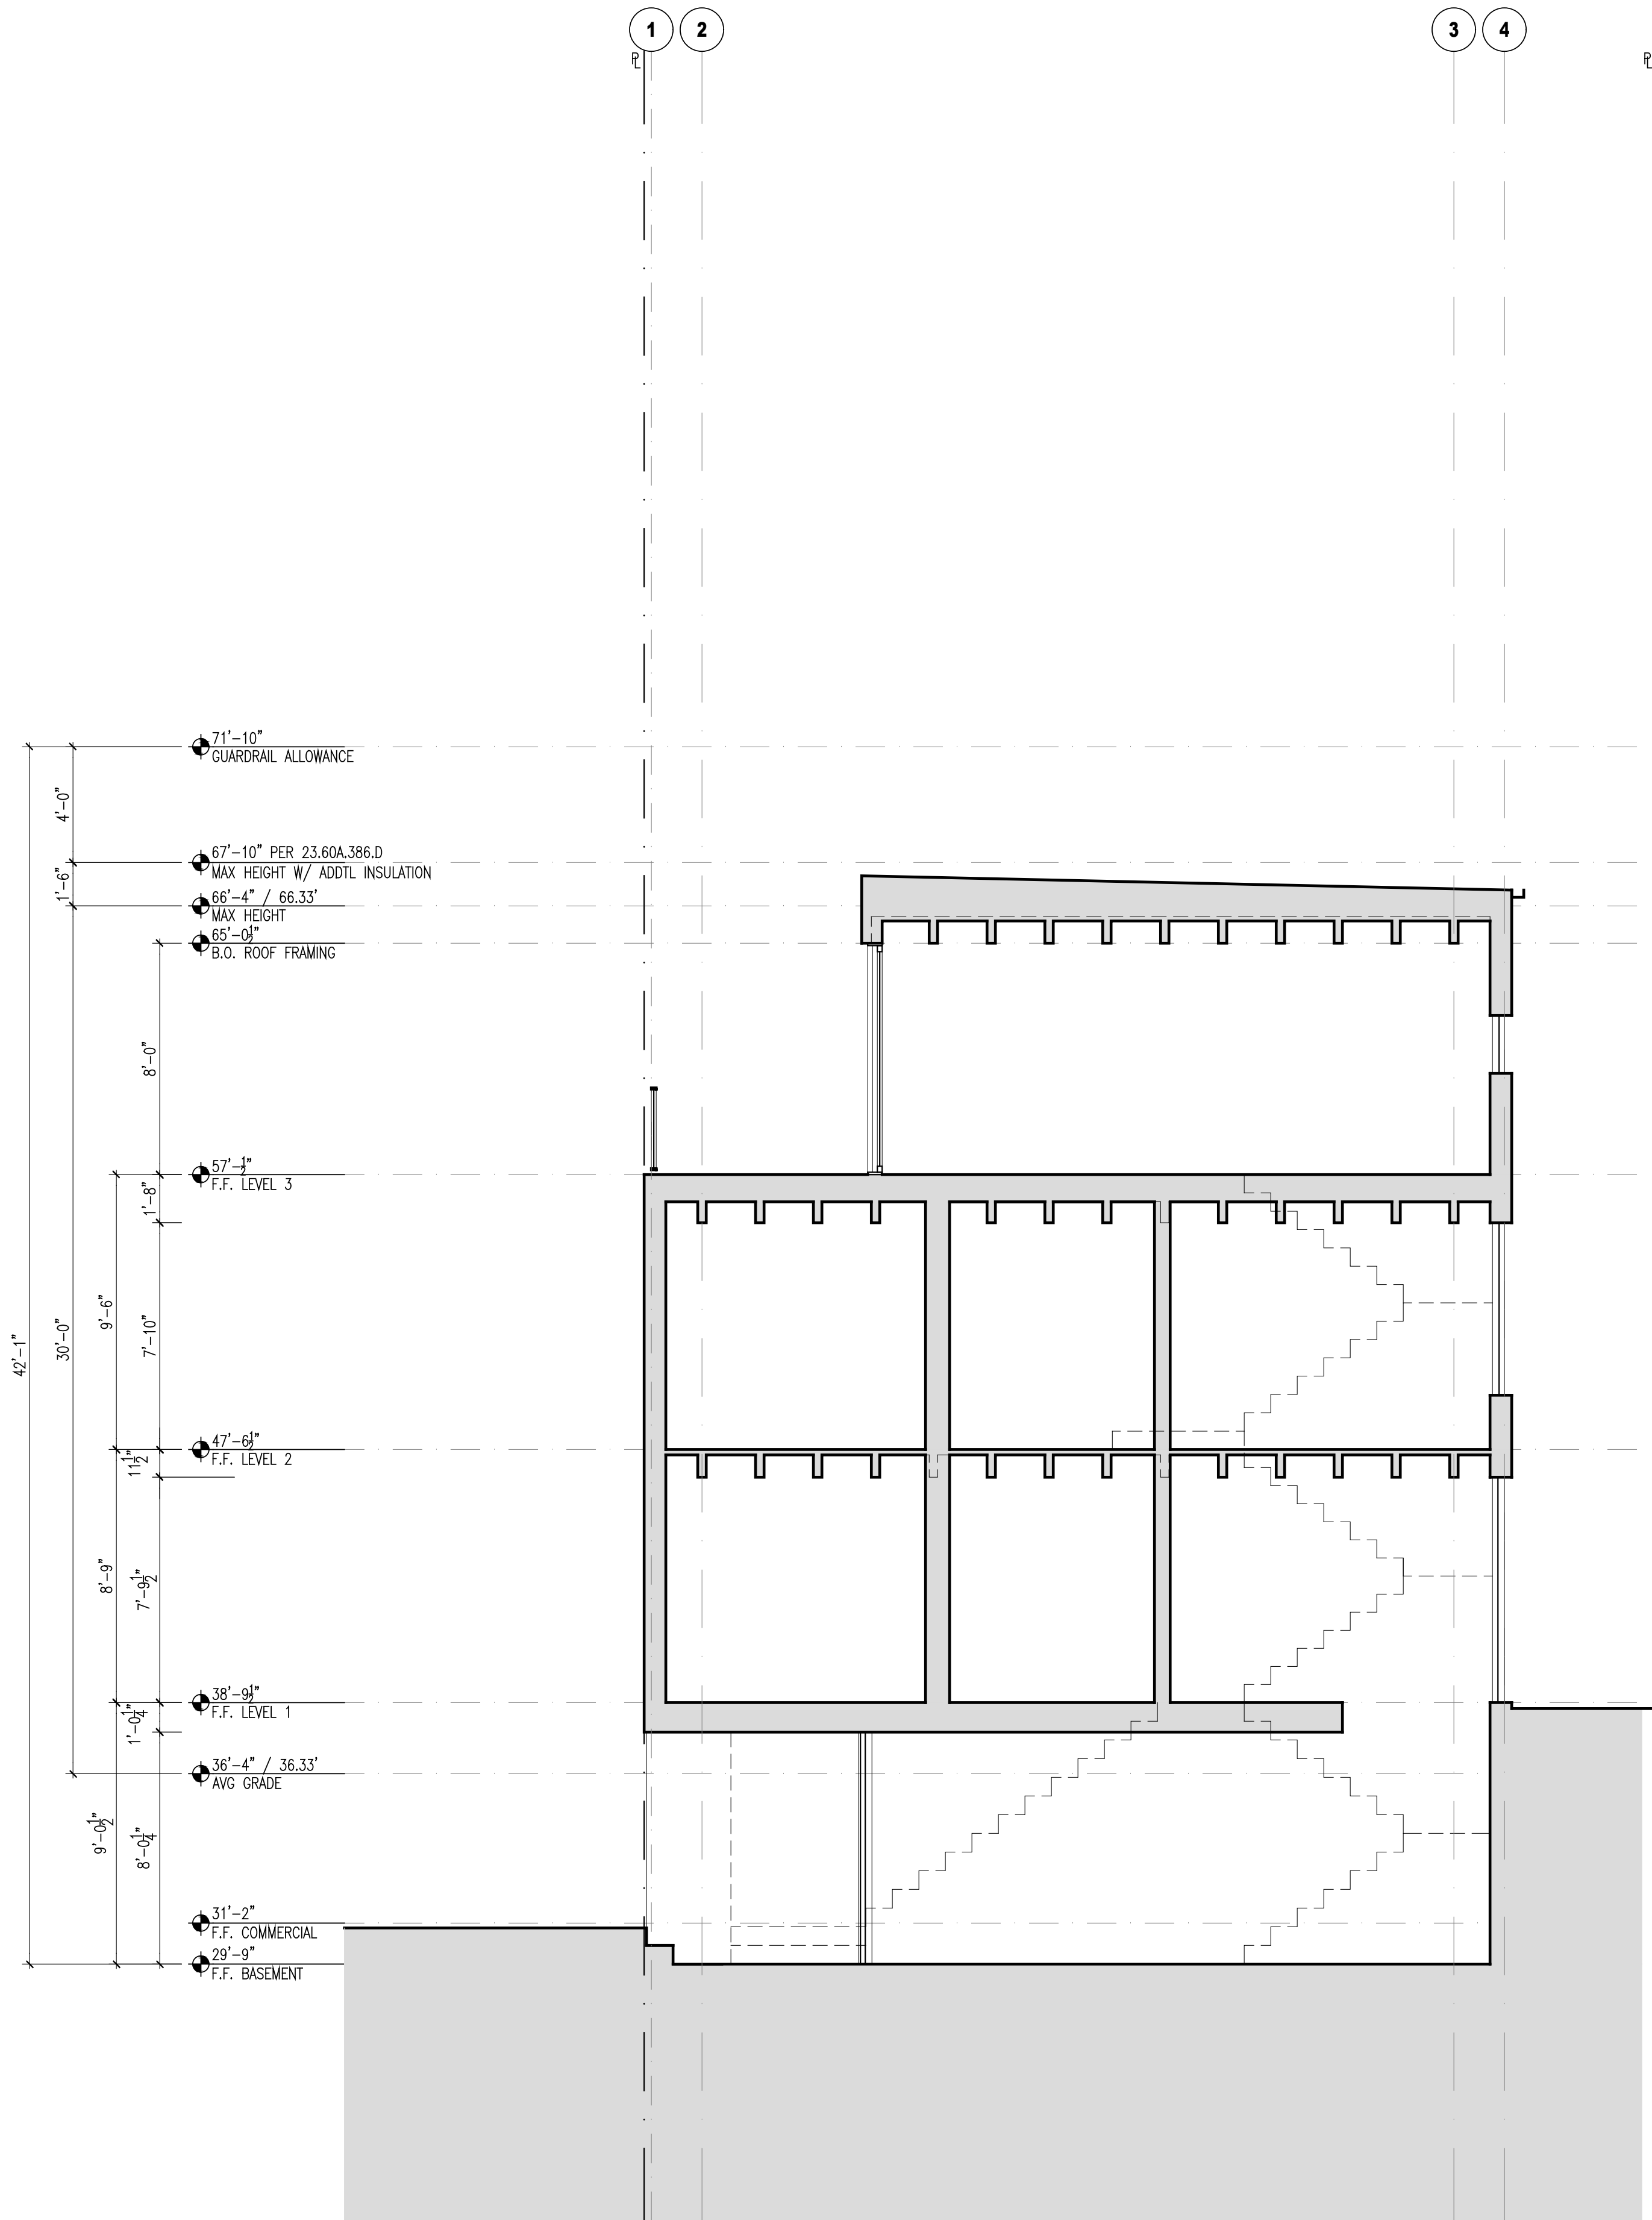 1
2
3
4
PL
PL
71'-10"
GUARDRAIL ALLOWANCE
4'-0"
67'-10" PER 23.60A.386.D
MAX HEIGHT W/ ADDTL INSULATION
1'-6"
66'-4" / 66.33'
MAX HEIGHT
65'-0½"
B.O. ROOF FRAMING
8'-0"
57'-½"
F.F. LEVEL 3
1'-8"
9'-6"
7'-10"
30'-0"
42'-1"
47'-6½"
F.F. LEVEL 2
11½"
8'-9"
7'-9½"
38'-9½"
F.F. LEVEL 1
1'-0¼"
36'-4" / 36.33'
AVG GRADE
9'-0½"
8'-0¼"
31'-2"
F.F. COMMERCIAL
29'-9"
F.F. BASEMENT